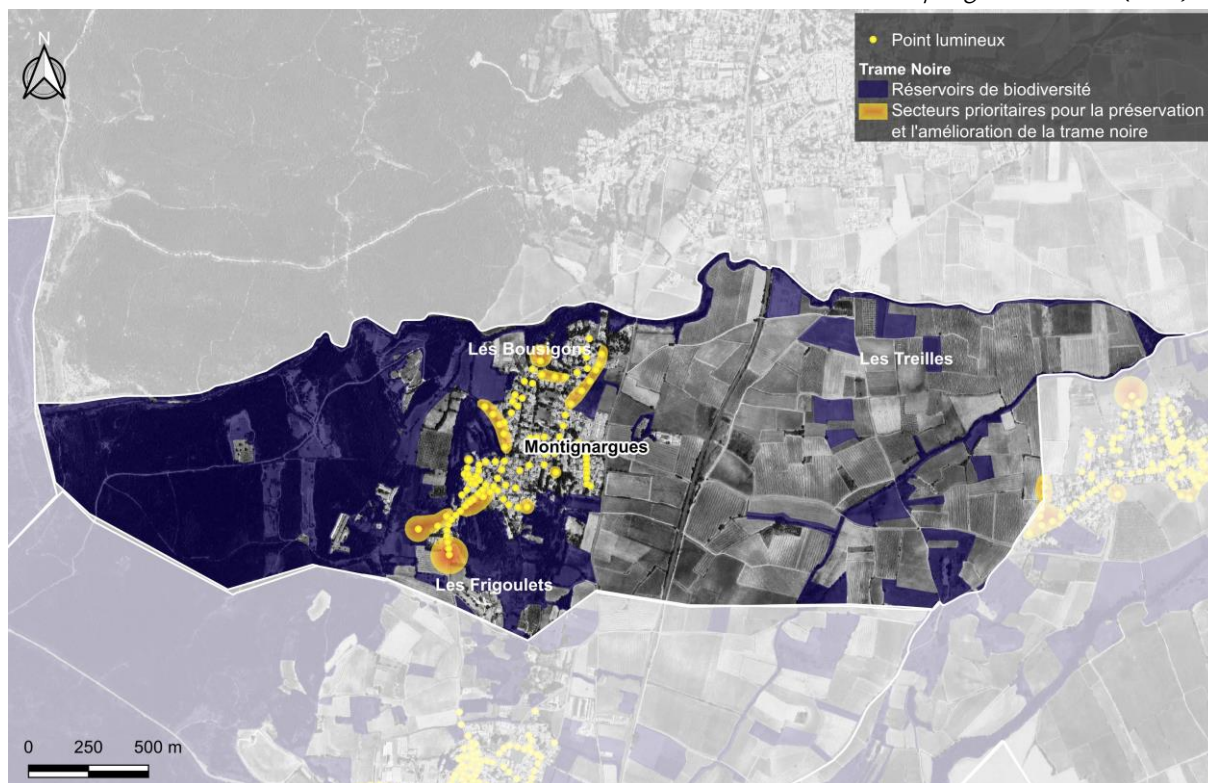 N
Point lumineux
Trame Noire
Réservoirs de biodiversité
Secteurs prioritaires pour la préservation
et l'amélioration de la trame noire
Les Bousigons
Les Treilles
Montignargues
Les Frigoulets
0 250 500 m